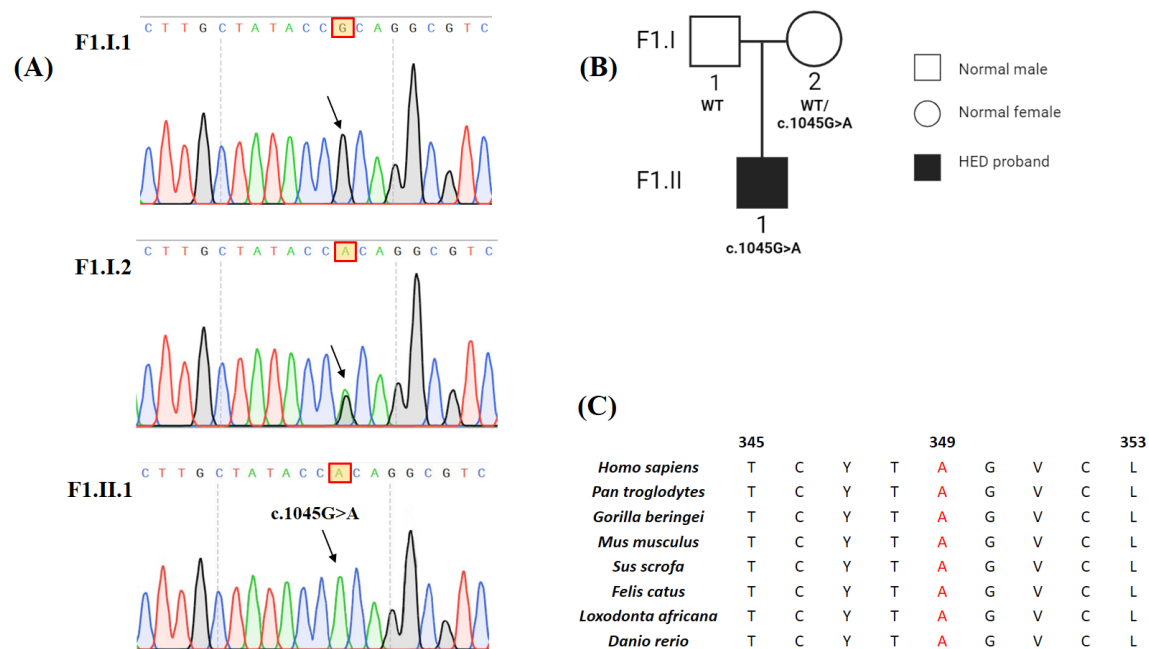 (A)
F1.I.1
C T T G C T A T A C C G C A G G C G T C
F1.I.2
C T T G C T A T A C C A C A G G C G T C
F1.II.1
C T T G C T A T A C C A C A G G C G T C
c.1045G>A
(B)
F1.I
1
WT
2
WT/
c.1045G>A
F1.II
1
c.1045G>A
Normal male
Normal female
HED proband
(C)
345 349 353
Homo sapiens T C Y T A G V C L
Pan troglodytes T C Y T A G V C L
Gorilla beringei T C Y T A G V C L
Mus musculus T C Y T A G V C L
Sus scrofa T C Y T A G V C L
Felis catus T C Y T A G V C L
Loxodonta africana T C Y T A G V C L
Danio rerio T C Y T A G V C L